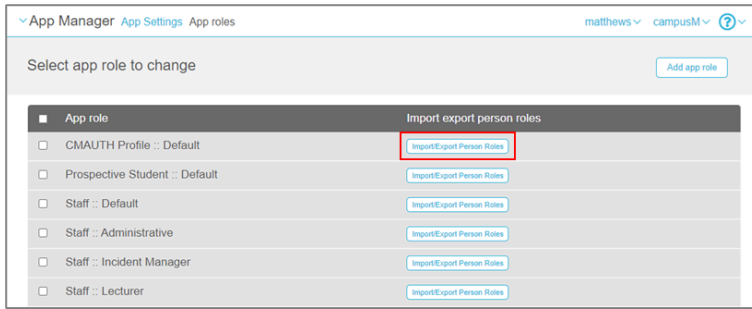 App Manager App Settings App roles matthews campusM ?
Select app role to change Add app role
App role Import export person roles
CMAUTH Profile :: Default Import/Export Person Roles
Prospective Student :: Default Import/Export Person Roles
Staff :: Default Import/Export Person Roles
Staff :: Administrative Import/Export Person Roles
Staff :: Incident Manager Import/Export Person Roles
Staff :: Lecturer Import/Export Person Roles